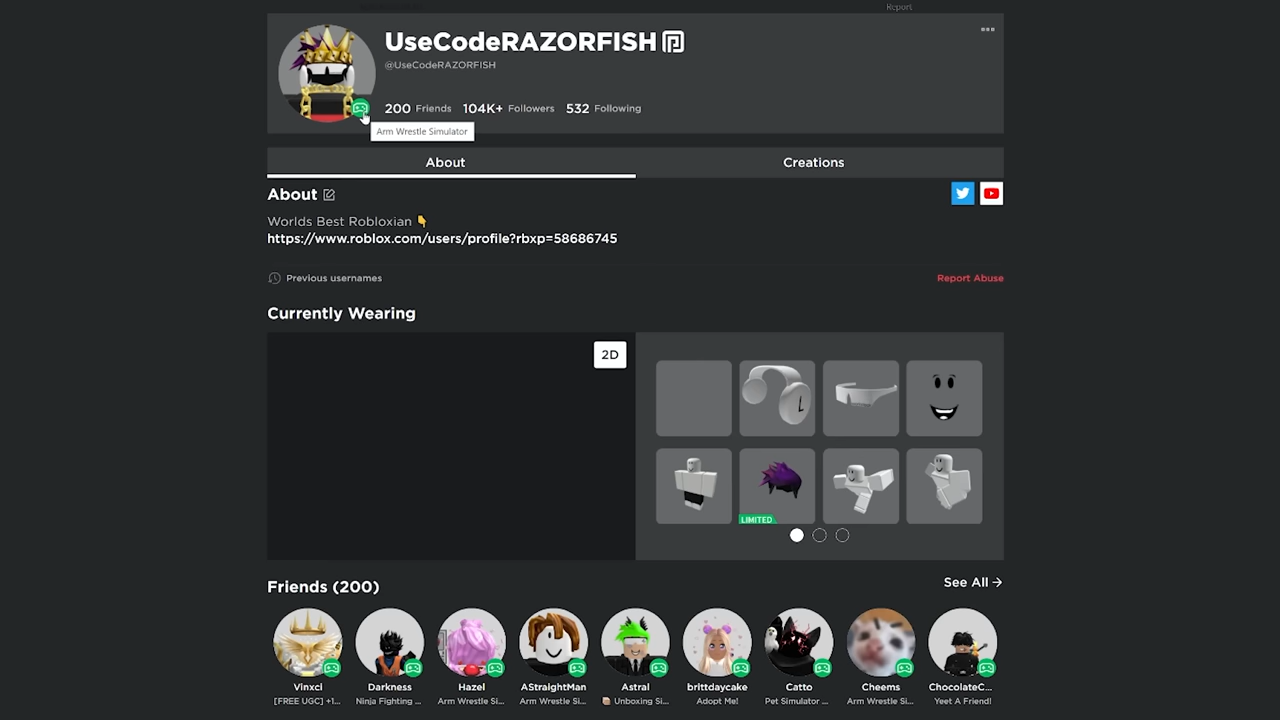 Report
UseCodeRAZORFISH
@UseCodeRAZORFISH
200 Friends 104K+ Followers 532 Following
Arm Wrestle Simulator
About Creations
About
Worlds Best Robloxian 👇
https://www.roblox.com/users/profile?rbxp=58686745
Previous usernames Report Abuse
Currently Wearing
2D
L
LIMITED
Friends (200) See All →
Vinxcl Darkness Hazel AStraightMan Astral brittdaycake Catto Cheems ChocolateC...
[FREE UGC] +1... Ninja Fighting ... Arm Wrestle Si... Arm Wrestle Si... Unboxing Si... Adopt Me! Pet Simulator ... Arm Wrestle Si... Yeet A Friend!